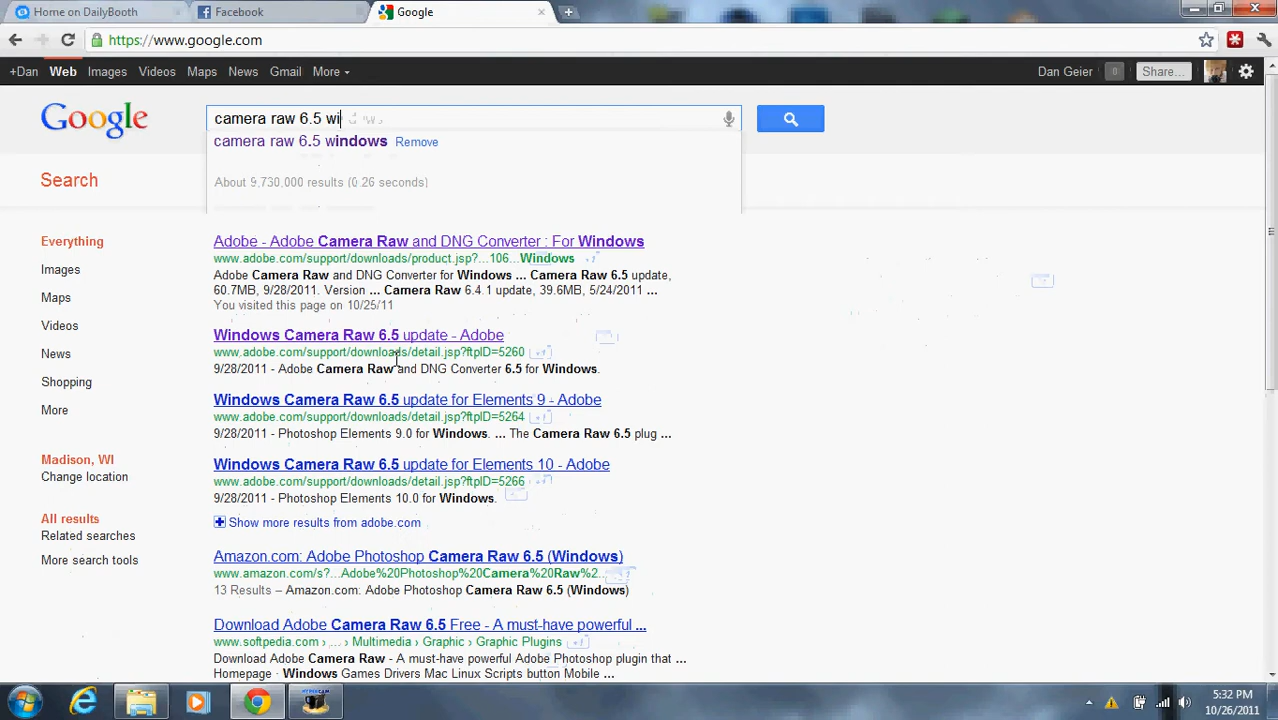 Home on DailyBooth
Facebook
Google
https://www.google.com
+Dan Web Images Videos Maps News Gmail More
Dan Geier 0 Share...
Google
camera raw 6.5 wi
camera raw 6.5 windows Remove
About 9,730,000 results (0.26 seconds)
Search
Everything
Images
Maps
Videos
News
Shopping
More
Madison, WI
Change location
All results
Related searches
More search tools
Adobe - Adobe Camera Raw and DNG Converter : For Windows
www.adobe.com/support/downloads/product.jsp?...106...Windows
Adobe Camera Raw and DNG Converter for Windows ... Camera Raw 6.5 update,
60.7MB, 9/28/2011. Version ... Camera Raw 6.4.1 update, 39.6MB, 5/24/2011 ...
You visited this page on 10/25/11
Windows Camera Raw 6.5 update - Adobe
www.adobe.com/support/downloads/detail.jsp?ftpID=5260
9/28/2011 - Adobe Camera Raw and DNG Converter 6.5 for Windows.
Windows Camera Raw 6.5 update for Elements 9 - Adobe
www.adobe.com/support/downloads/detail.jsp?ftpID=5264
9/28/2011 - Photoshop Elements 9.0 for Windows. ... The Camera Raw 6.5 plug ...
Windows Camera Raw 6.5 update for Elements 10 - Adobe
www.adobe.com/support/downloads/detail.jsp?ftpID=5266
9/28/2011 - Photoshop Elements 10.0 for Windows.
Show more results from adobe.com
Amazon.com: Adobe Photoshop Camera Raw 6.5 (Windows)
www.amazon.com/s?...Adobe%20Photoshop%20Camera%20Raw%2...
13 Results – Amazon.com: Adobe Photoshop Camera Raw 6.5 (Windows)
Download Adobe Camera Raw 6.5 Free - A must-have powerful ...
www.softpedia.com › ... › Multimedia › Graphic › Graphic Plugins
Download Adobe Camera Raw - A must-have powerful Adobe Photoshop plugin that ...
Homepage · Windows Games Drivers Mac Linux Scripts button Mobile ...
5:32 PM
10/26/2011